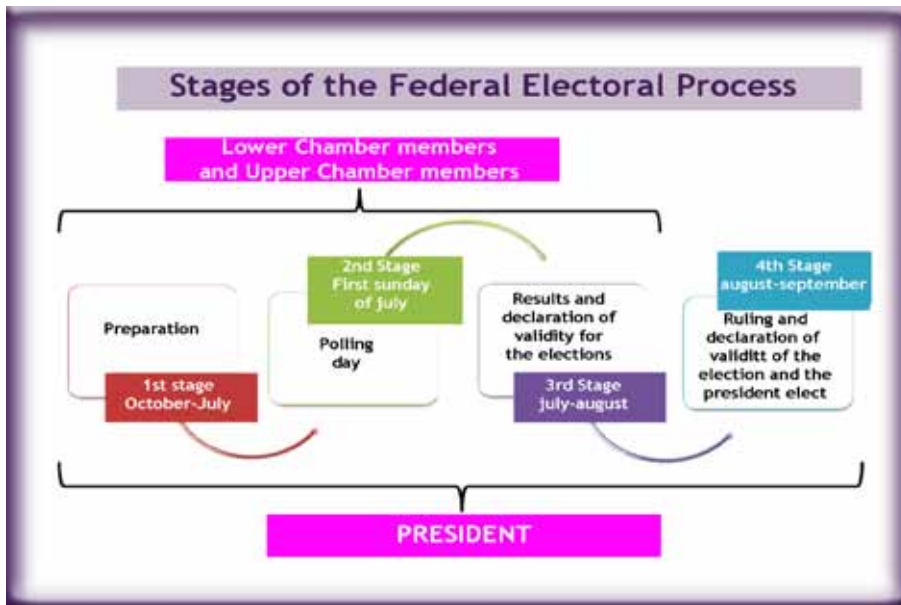 Stages of the Federal Electoral Process
Lower Chamber members
and Upper Chamber members
Preparation
1st stage
October-July
2nd Stage
First sunday
of july
Polling
day
Results and
declaration of
validity for
the elections
3rd Stage
july-august
4th Stage
august-september
Ruling and
declaration of
validitt of the
election and the
president elect
PRESIDENT